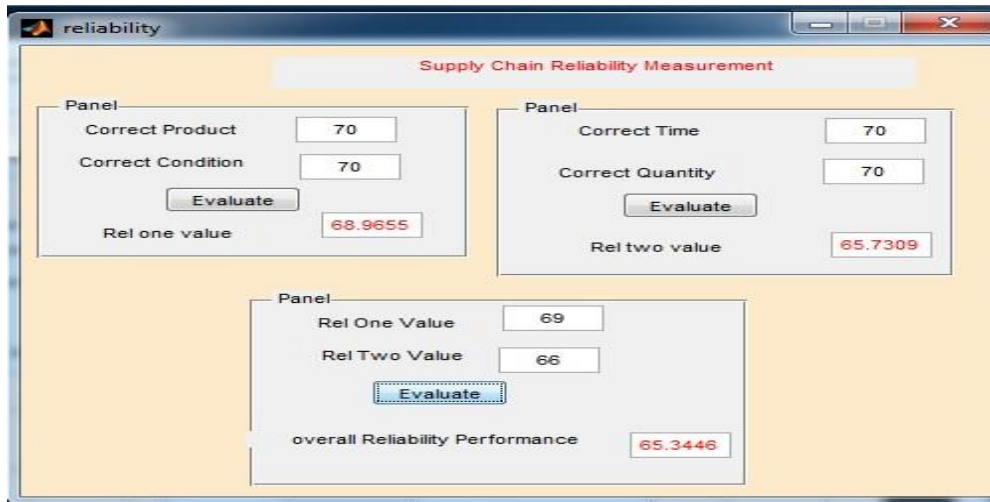 reliability
Supply Chain Reliability Measurement
Panel
Correct Product 70
Correct Condition 70
Evaluate
Rel one value 68.9655
Panel
Correct Time 70
Correct Quantity 70
Evaluate
Rel two value 65.7309
Panel
Rel One Value 69
Rel Two Value 66
Evaluate
overall Reliability Performance 65.3446